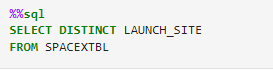 %%sql
SELECT DISTINCT LAUNCH_SITE
FROM SPACEXTBL